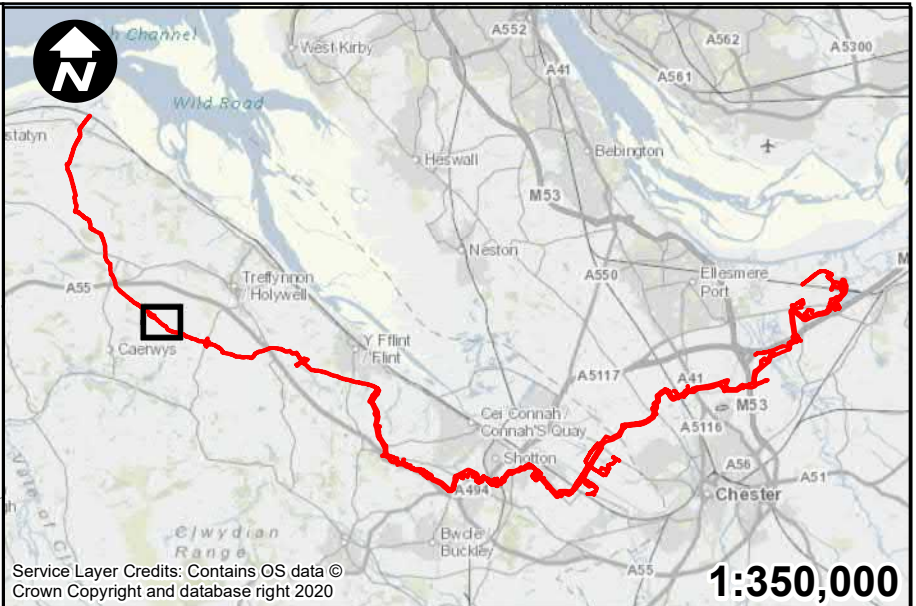 N
h Channel
West Kirby
A552
A562
A5300
A41
A561
Wild Road
statyn
Heswall
Bebington
M53
Neston
A550
Ellesmere
Port
M
Treffynnon
Holywell
A55
Caerwys
Y Fflint
Flint
A5117
A41
M53
Cei Connah
Connah'S Quay
A5116
Shotton
A56
A51
A494
Chester
Clwydian
Range
Bwcle
Buckley
A55
Service Layer Credits: Contains OS data ©
Crown Copyright and database right 2020
1:350,000